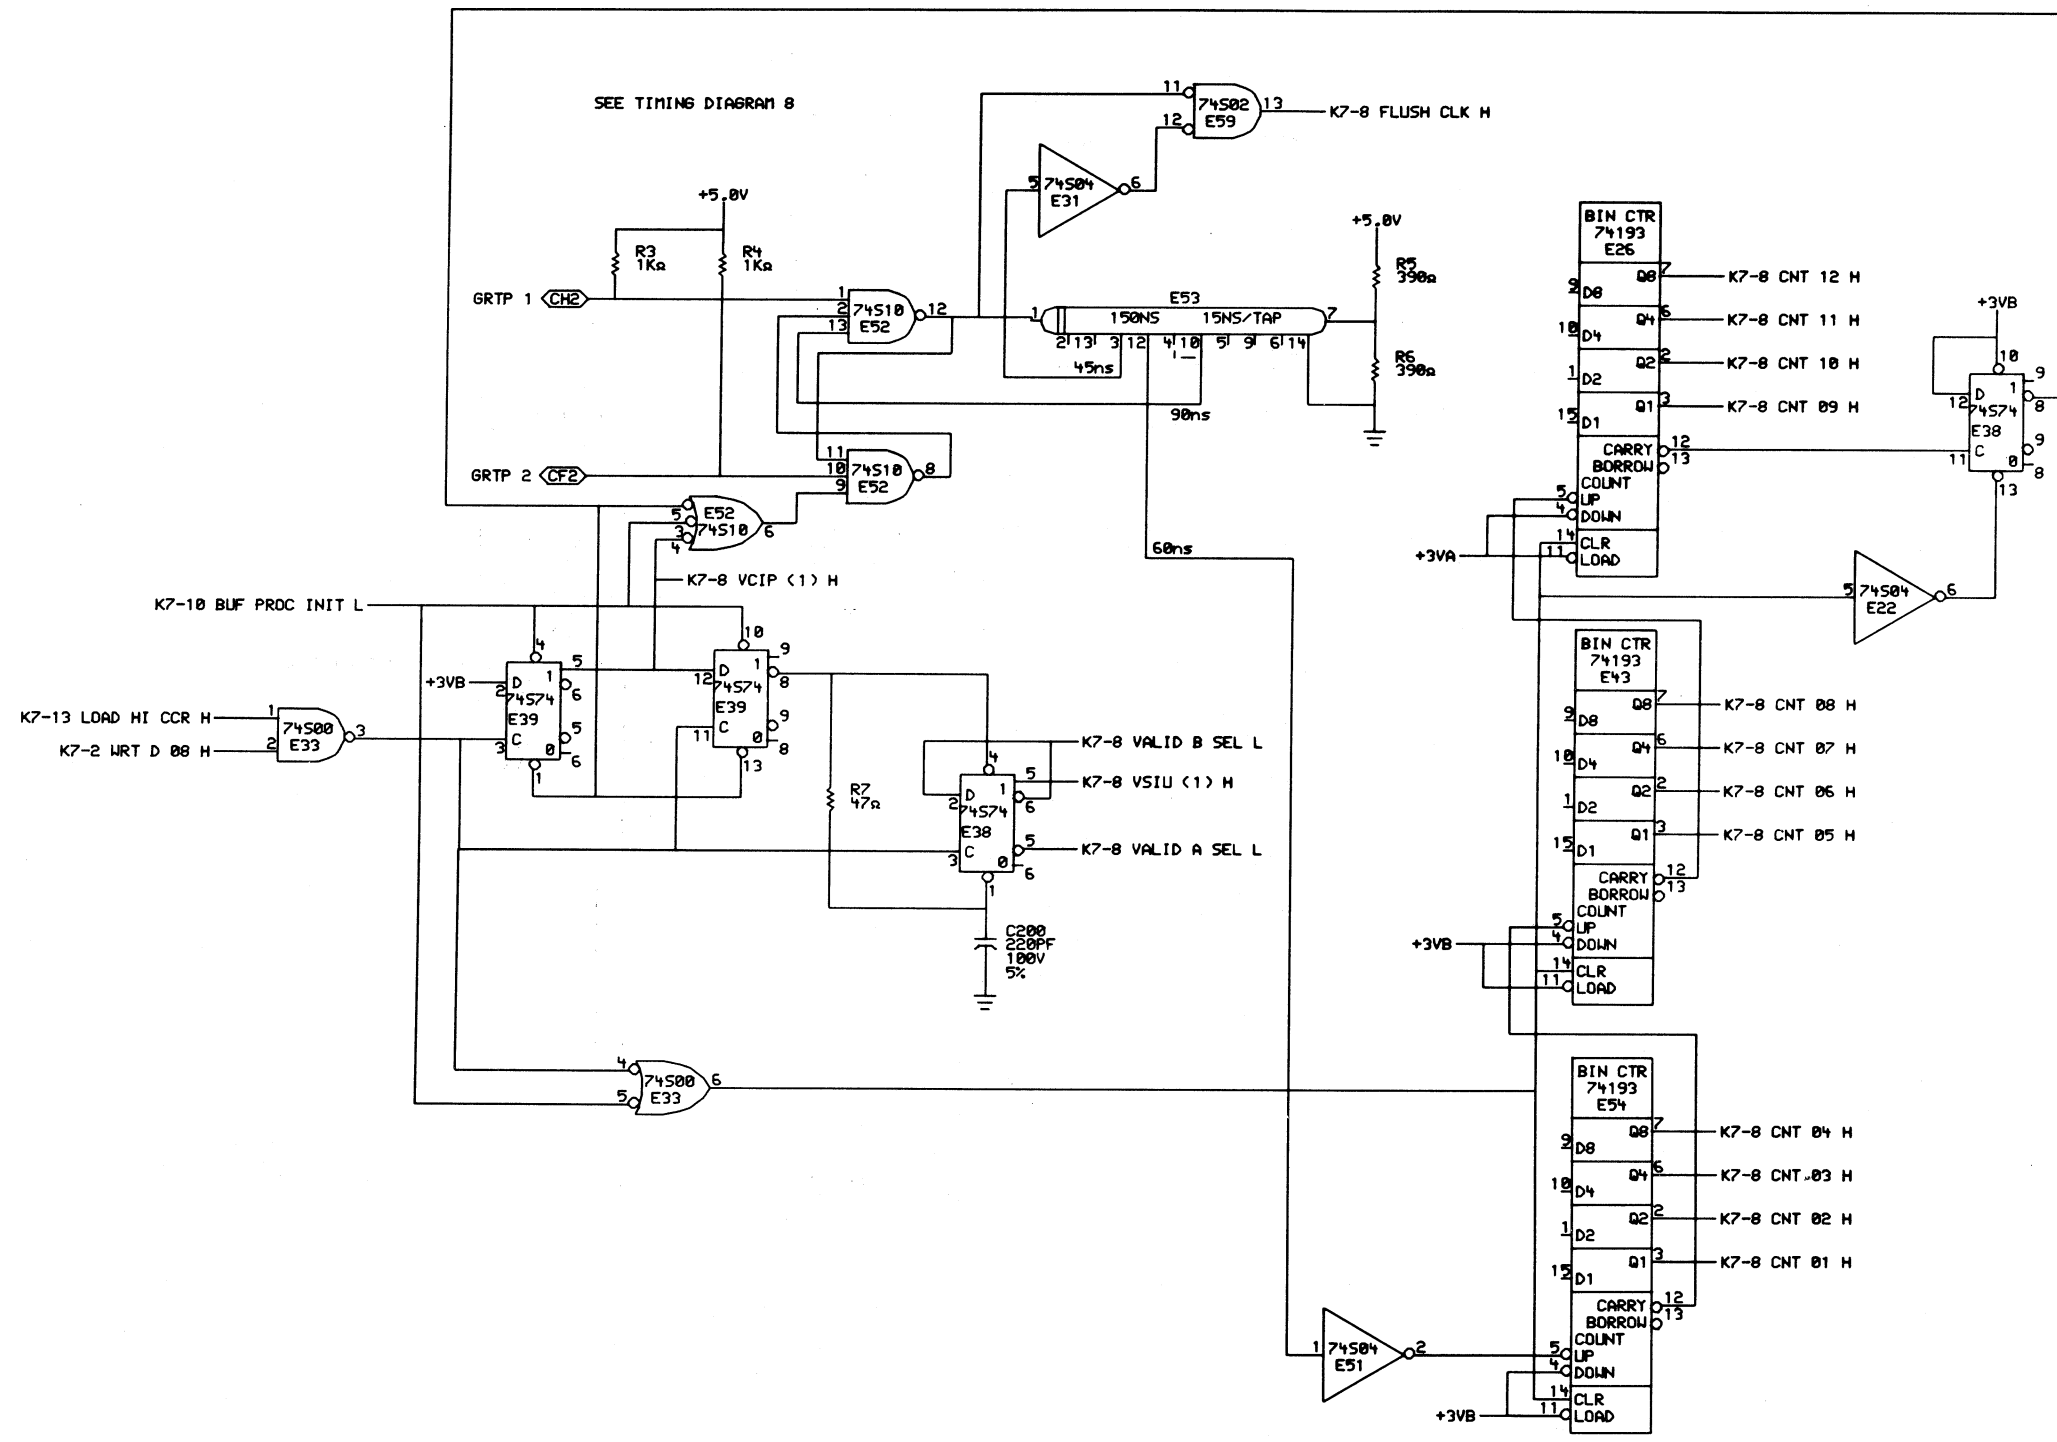 SEE TIMING DIAGRAM 8
11
12
74S02
E59
13
K7-8 FLUSH CLK H
5
74S04
E31
6
+5.0V
R3
1KΩ
R4
1KΩ
GRTP 1
CH2
1
2
13
74S10
E52
12
+5.0V
R5
390Ω
R6
390Ω
E53
1
150NS
15NS/TAP
7
2
13
3
12
4
10
5
9
6
14
45ns
90ns
60ns
GRTP 2
CF2
11
10
9
74S10
E52
8
5
3
4
E52
74S10
6
K7-8 VCIP (1) H
K7-10 BUF PROC INIT L
+3VB
4
2
D
1
74S74
E39
3
C
0
5
6
5
6
1
10
12
D
1
74S74
E39
11
C
0
9
8
9
8
13
K7-13 LOAD HI CCR H
K7-2 WRT D 08 H
1
2
74S00
E33
3
R7
47Ω
4
2
D
1
74S74
E38
3
C
0
5
6
5
6
1
K7-8 VALID B SEL L
K7-8 VSIU (1) H
K7-8 VALID A SEL L
C200
220PF
100V
5%
4
5
74S00
E33
6
1
74S04
E51
2
BIN CTR
74193
E26
9
D8
Q8
7
K7-8 CNT 12 H
10
D4
Q4
6
K7-8 CNT 11 H
1
D2
Q2
2
K7-8 CNT 10 H
15
D1
Q1
3
K7-8 CNT 09 H
CARRY
12
BORROW
13
COUNT
5
UP
4
DOWN
14
CLR
11
LOAD
+3VA
+3VB
10
12
D
1
74S74
E38
11
C
0
9
8
9
8
13
5
74S04
E22
6
BIN CTR
74193
E43
9
D8
Q8
7
K7-8 CNT 08 H
10
D4
Q4
6
K7-8 CNT 07 H
1
D2
Q2
2
K7-8 CNT 06 H
15
D1
Q1
3
K7-8 CNT 05 H
CARRY
12
BORROW
13
COUNT
5
UP
4
DOWN
14
CLR
11
LOAD
+3VB
BIN CTR
74193
E54
9
D8
Q8
7
K7-8 CNT 04 H
10
D4
Q4
6
K7-8 CNT 03 H
1
D2
Q2
2
K7-8 CNT 02 H
15
D1
Q1
3
K7-8 CNT 01 H
CARRY
12
BORROW
13
COUNT
5
UP
4
DOWN
14
CLR
11
LOAD
+3VB